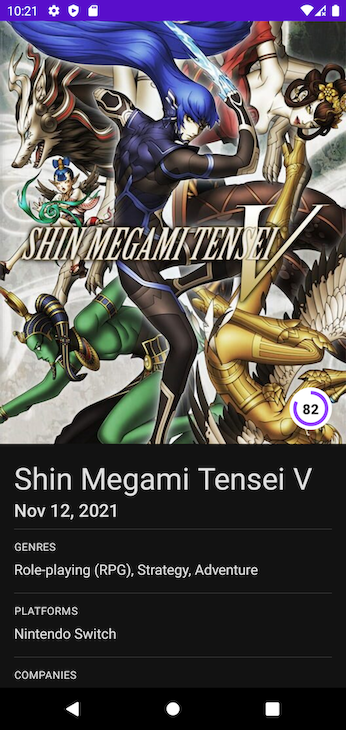 10:21
SHIN MEGAMI TENSEI V
82
Shin Megami Tensei V
Nov 12, 2021
GENRES
Role-playing (RPG), Strategy, Adventure
PLATFORMS
Nintendo Switch
COMPANIES